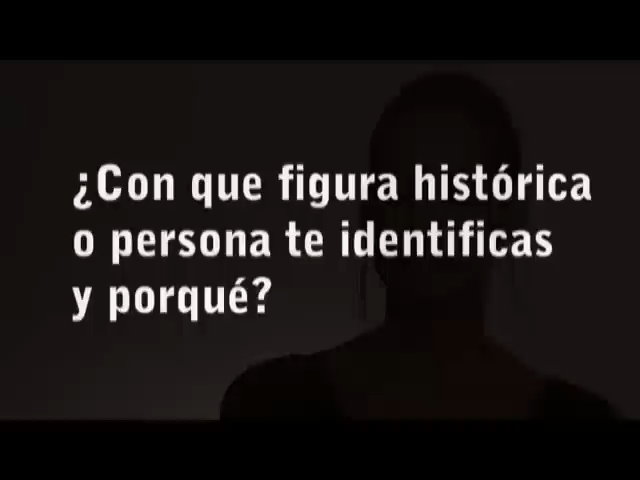 ¿Con que figura histórica
o persona te identificas
y porqué?